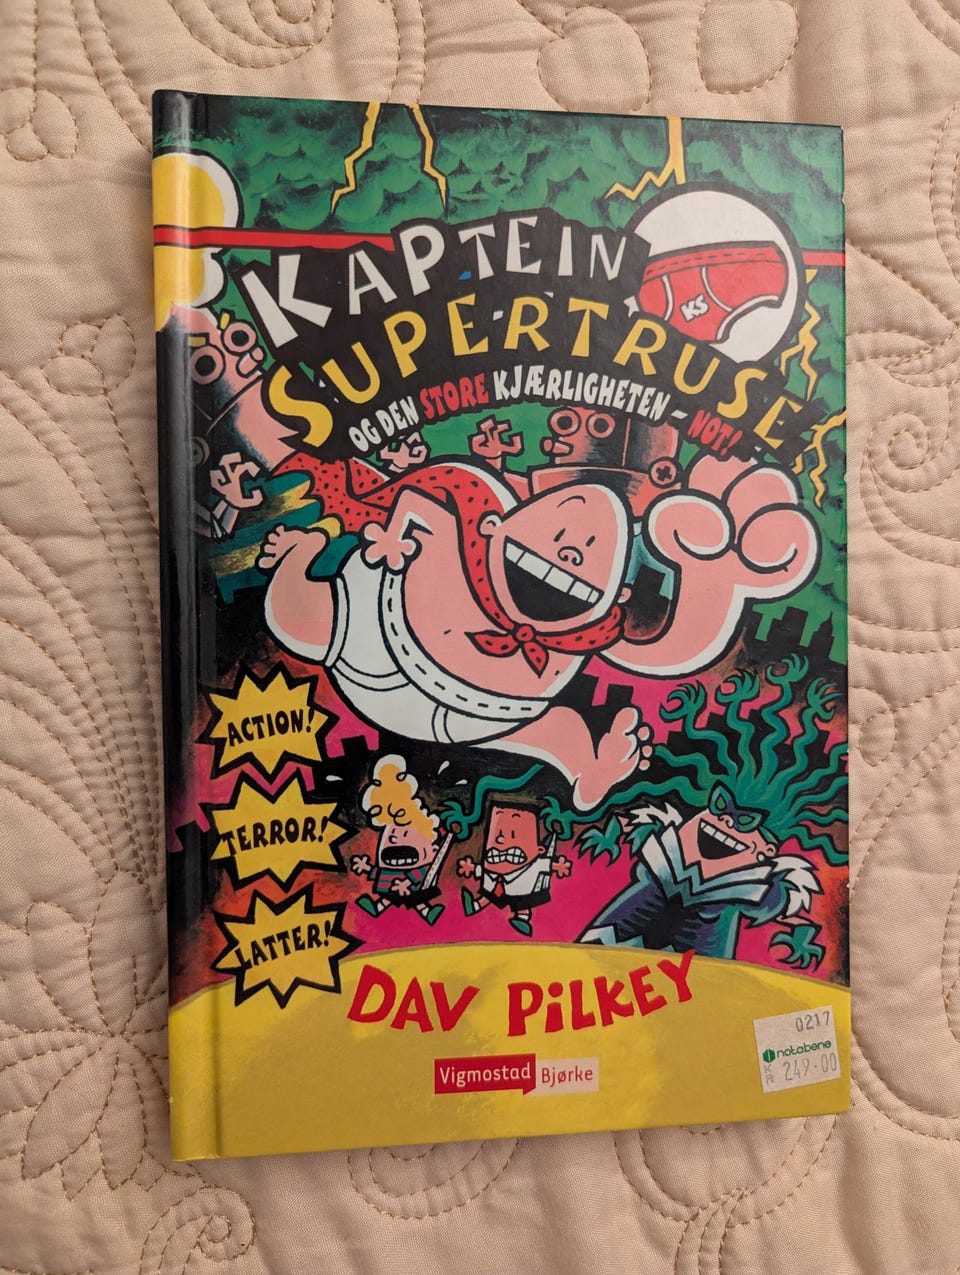 KAPTEIN
SUPERTRUSE
OG DEN STORE KJÆRLIGHETEN - NOT!
KS
ACTION!
TERROR!
LATTER!
DAV PILKEY
Vigmostad Bjørke
0217
notabene
KR 249.00